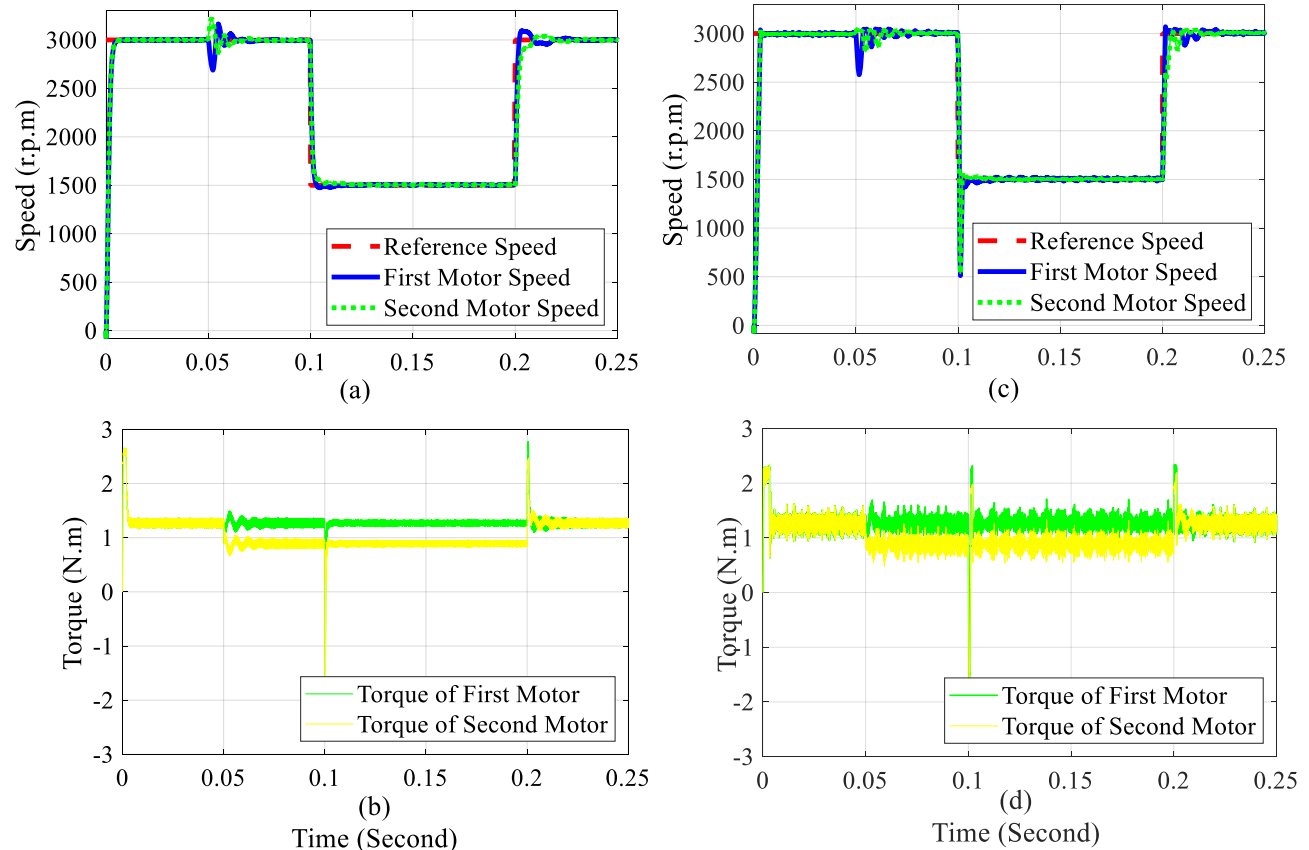 3000
2500
2000
1500
1000
500
0
Speed (r.p.m)
Reference Speed
First Motor Speed
Second Motor Speed
0 0.05 0.1 0.15 0.2 0.25
(a)
3000
2500
2000
1500
1000
500
0
Speed (r.p.m)
Reference Speed
First Motor Speed
Second Motor Speed
0 0.05 0.1 0.15 0.2 0.25
(c)
3
2
1
0
-1
-2
-3
Torque (N.m)
Torque of First Motor
Torque of Second Motor
0 0.05 0.1 0.15 0.2 0.25
(b)
Time (Second)
3
2
1
0
-1
-2
-3
Torque (N.m)
Torque of First Motor
Torque of Second Motor
0 0.05 0.1 0.15 0.2 0.25
(d)
Time (Second)